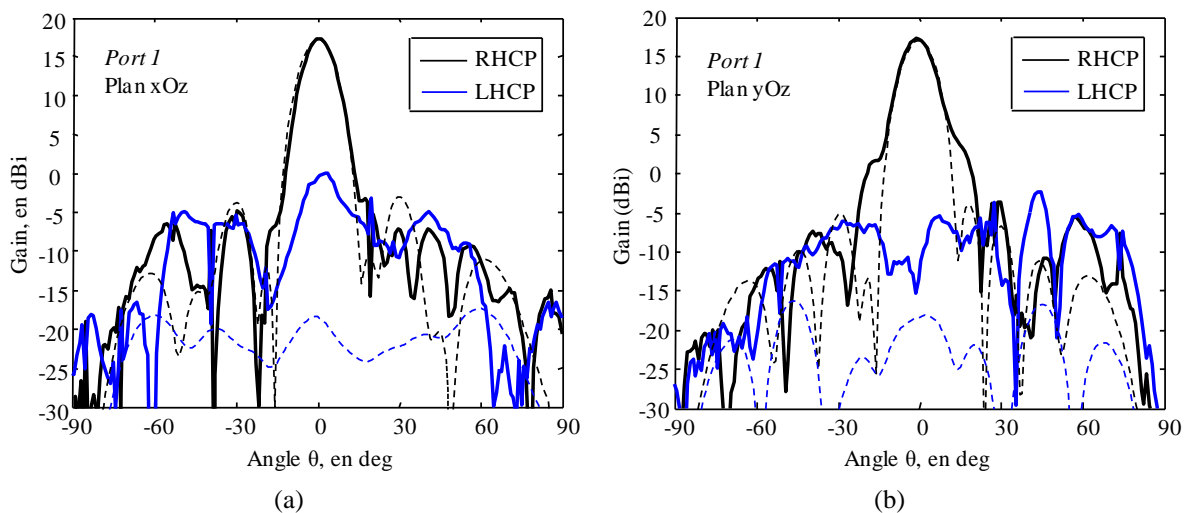 20
15
10
5
0
-5
-10
-15
-20
-25
-30
Gain, en dBi
Port 1
Plan xOz
RHCP
LHCP
-90 -60 -30 0 30 60 90
Angle θ, en deg
(a)
20
15
10
5
0
-5
-10
-15
-20
-25
-30
Gain (dBi)
Port 1
Plan yOz
RHCP
LHCP
-90 -60 -30 0 30 60 90
Angle θ, en deg
(b)